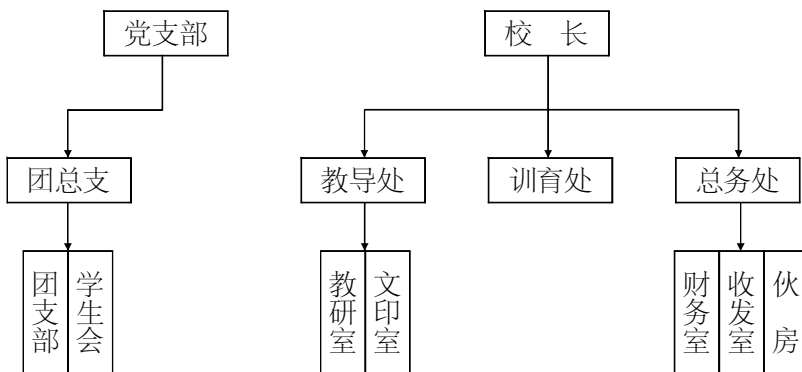 党支部
校 长
团总支
教导处
训育处
总务处
团支部
学生会
教研室
文印室
财务室
收发室
伙 房